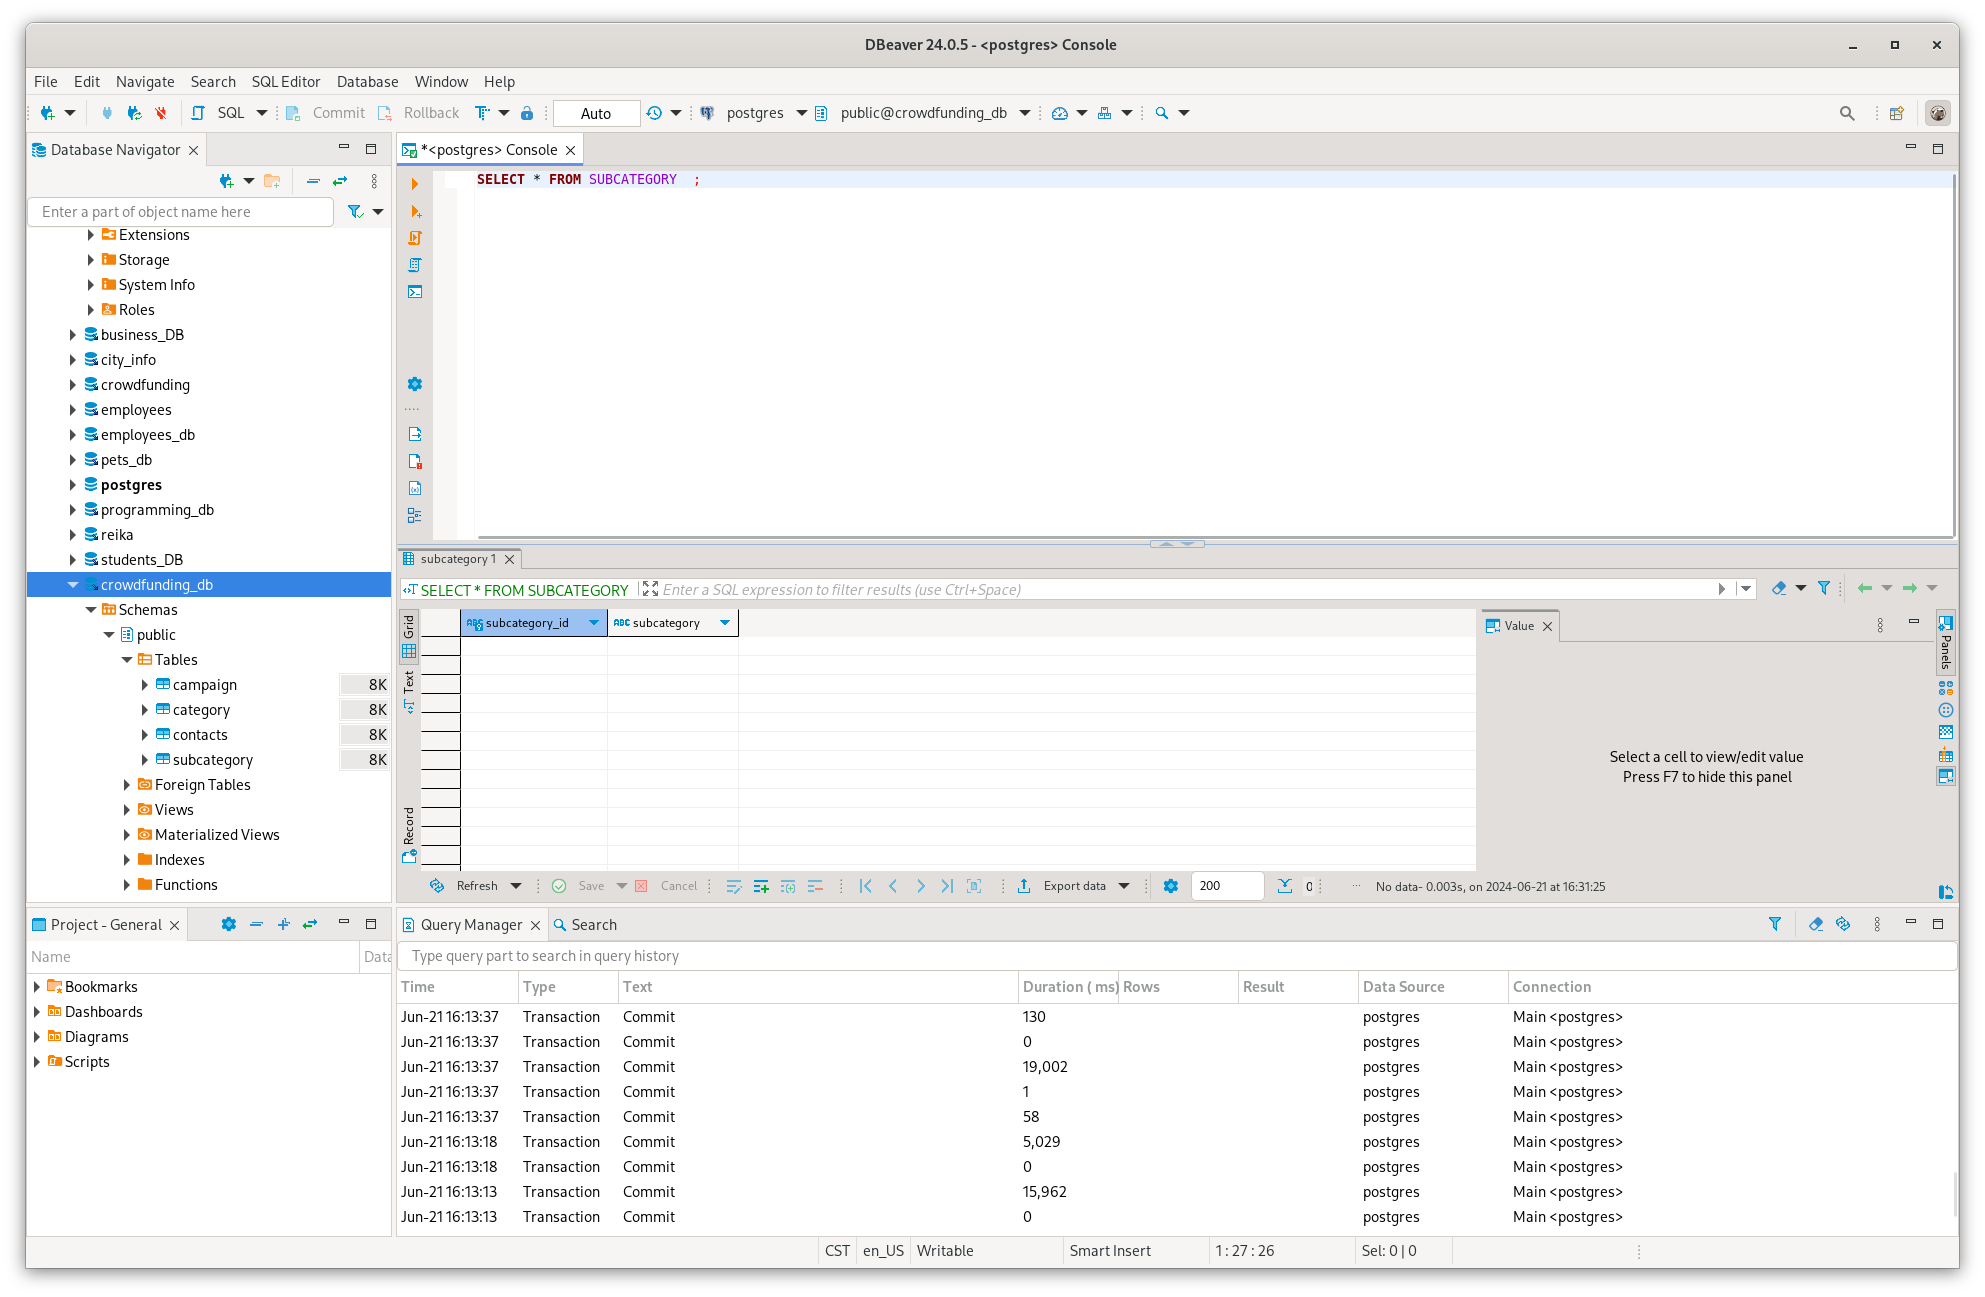 DBeaver 24.0.5 - <postgres> Console
File Edit Navigate Search SQL Editor Database Window Help
SQL Commit Rollback Auto postgres public@crowdfunding_db
Database Navigator
Enter a part of object name here
Extensions
Storage
System Info
Roles
business_DB
city_info
crowdfunding
employees
employees_db
pets_db
postgres
programming_db
reika
students_DB
crowdfunding_db
Schemas
public
Tables
campaign 8K
category 8K
contacts 8K
subcategory 8K
Foreign Tables
Views
Materialized Views
Indexes
Functions
*<postgres> Console
SELECT * FROM SUBCATEGORY ;
subcategory 1
SELECT * FROM SUBCATEGORY Enter a SQL expression to filter results (use Ctrl+Space)
Grid
Text
Record
subcategory_id subcategory
Value
Panels
Select a cell to view/edit value
Press F7 to hide this panel
Refresh Save Cancel Export data 200 0 ... No data- 0.003s, on 2024-06-21 at 16:31:25
Project - General
Name Data
Bookmarks
Dashboards
Diagrams
Scripts
Query Manager Search
Type query part to search in query history
Time Type Text Duration ( ms) Rows Result Data Source Connection
Jun-21 16:13:37 Transaction Commit 130 postgres Main <postgres>
Jun-21 16:13:37 Transaction Commit 0 postgres Main <postgres>
Jun-21 16:13:37 Transaction Commit 19,002 postgres Main <postgres>
Jun-21 16:13:37 Transaction Commit 1 postgres Main <postgres>
Jun-21 16:13:37 Transaction Commit 58 postgres Main <postgres>
Jun-21 16:13:18 Transaction Commit 5,029 postgres Main <postgres>
Jun-21 16:13:18 Transaction Commit 0 postgres Main <postgres>
Jun-21 16:13:13 Transaction Commit 15,962 postgres Main <postgres>
Jun-21 16:13:13 Transaction Commit 0 postgres Main <postgres>
CST en_US Writable Smart Insert 1 : 27 : 26 Sel: 0 | 0